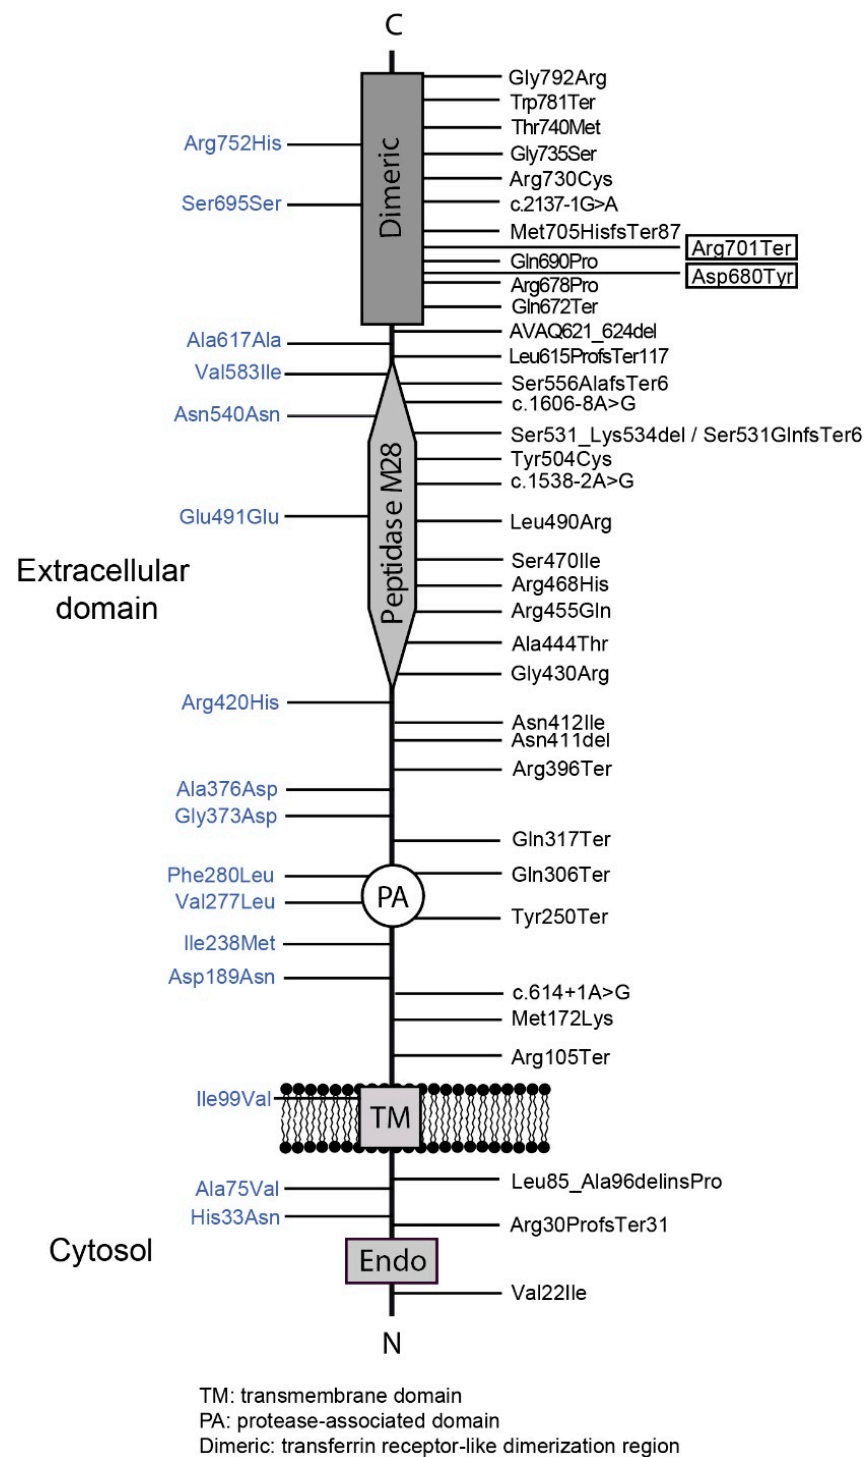 C
Gly792Arg
Trp781Ter
Thr740Met
Arg752His
Gly735Ser
Arg730Cys
Ser695Ser
c.2137-1G>A
Dimeric
Met705HisfsTer87
Arg701Ter
Gln690Pro
Asp680Tyr
Arg678Pro
Gln672Ter
AVAQ621_624del
Ala617Ala
Leu615ProfsTer117
Val583Ile
Ser556AlafsTer6
c.1606-8A>G
Asn540Asn
Ser531_Lys534del / Ser531GlnfsTer6
Tyr504Cys
c.1538-2A>G
Peptidase M28
Glu491Glu
Leu490Arg
Extracellular
domain
Ser470Ile
Arg468His
Arg455Gln
Ala444Thr
Gly430Arg
Arg420His
Asn412Ile
Asn411del
Arg396Ter
Ala376Asp
Gly373Asp
Gln317Ter
Phe280Leu
Gln306Ter
PA
Val277Leu
Tyr250Ter
Ile238Met
Asp189Asn
c.614+1A>G
Met172Lys
Arg105Ter
Ile99Val
TM
Leu85_Ala96delinsPro
Ala75Val
His33Asn
Arg30ProfsTer31
Cytosol
Endo
Val22Ile
N
TM: transmembrane domain
PA: protease-associated domain
Dimeric: transferrin receptor-like dimerization region